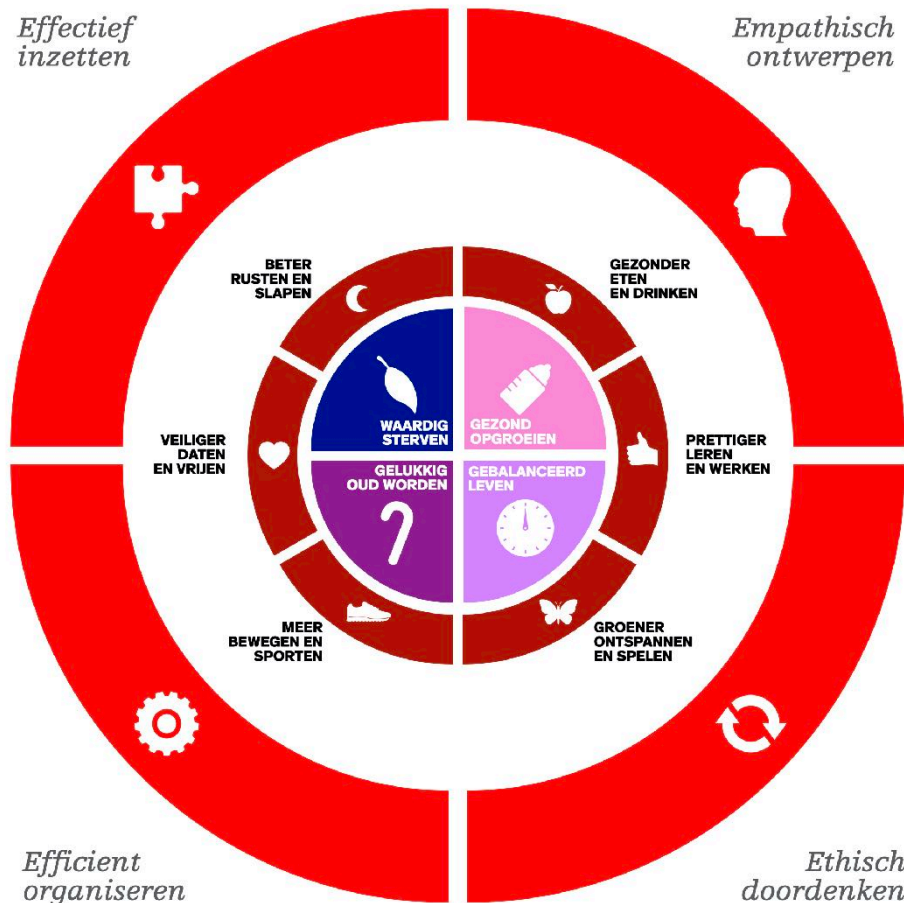 Effectief
inzetten
Empathisch
ontwerpen
BETER
RUSTEN EN
SLAPEN
GEZONDER
ETEN
EN DRINKEN
WAARDIG
STERVEN
GEZOND
OPGROEIEN
VEILIGER
DATEN
EN VRIJEN
PRETTIGER
LEREN
EN WERKEN
GELUKKIG
OUD WORDEN
GEBALANCEERD
LEVEN
MEER
BEWEGEN EN
SPORTEN
GROENER
ONTSPANNEN
EN SPELEN
Efficient
organiseren
Ethisch
doordenken